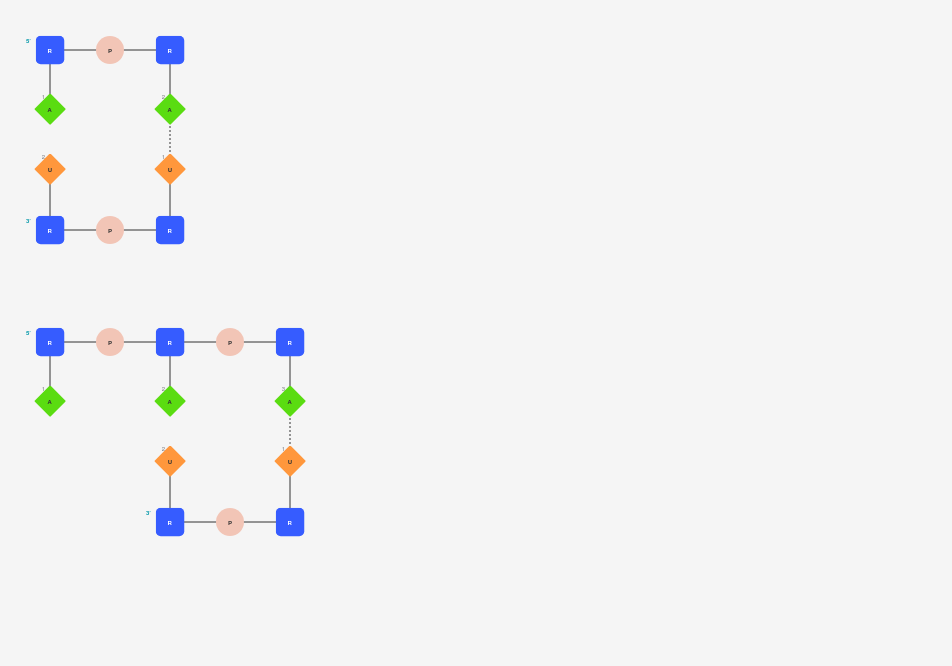 5' R P R
1 2
A A
2 1
U U
3' R P R
5' R P R P R
1 2 3
A A A
2 1
U U
3' R P R